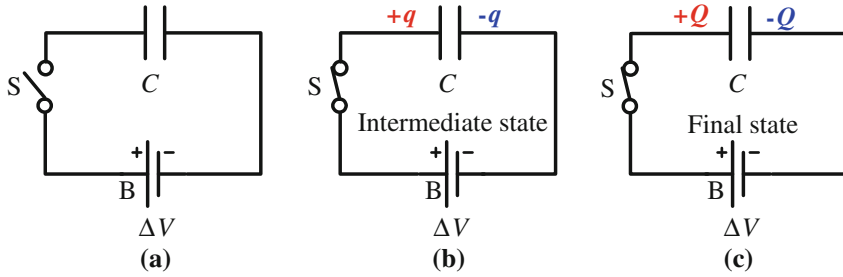 S
C
+ −
B
ΔV
(a)
+q -q
C
Intermediate state
+ −
B
ΔV
(b)
+Q -Q
S
C
Final state
+ −
B
ΔV
(c)